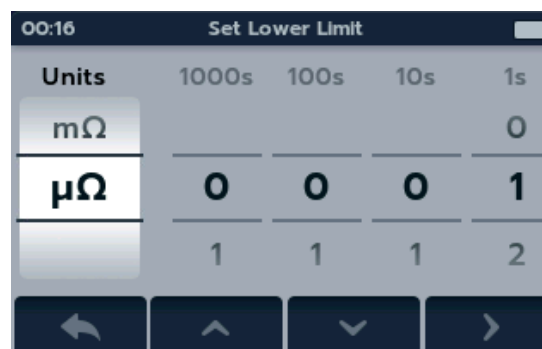 00:16 Set Lower Limit
Units 1000s 100s 10s 1s
mΩ 0
µΩ 0 0 0 1
1 1 1 2